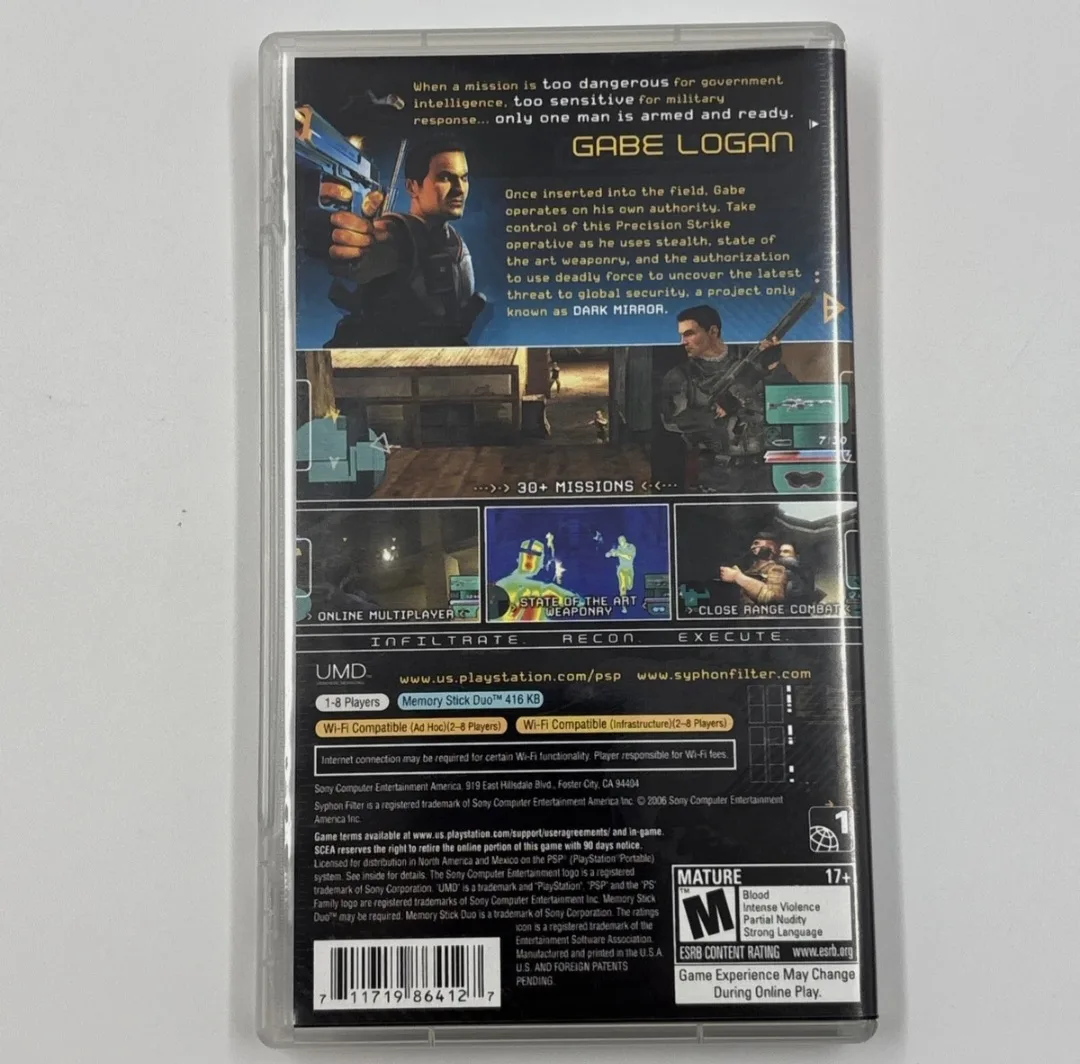 When a mission is too dangerous for government
intelligence, too sensitive for military
response... only one man is armed and ready.
GABE LOGAN
Once inserted into the field, Gabe
operates on his own authority. Take
control of this Precision Strike
operative as he uses stealth, state of
the art weaponry, and the authorization
to use deadly force to uncover the latest
threat to global security, a project only
known as DARK MIRROR.
30+ MISSIONS
ONLINE MULTIPLAYER
STATE OF THE ART
WEAPONRY
CLOSE RANGE COMBAT
INFILTRATE. RECON. EXECUTE.
UMD
www.us.playstation.com/psp www.syphonfilter.com
1-8 Players
Memory Stick Duo™ 416 KB
Wi-Fi Compatible (Ad Hoc)(2–8 Players)
Wi-Fi Compatible (Infrastructure)(2–8 Players)
Internet connection may be required for certain Wi-Fi functionality. Player responsible for Wi-Fi fees.
Sony Computer Entertainment America, 919 East Hillsdale Blvd., Foster City, CA 94404
Syphon Filter is a registered trademark of Sony Computer Entertainment America Inc. © 2006 Sony Computer Entertainment
America Inc.
Game terms available at www.us.playstation.com/support/useragreements/ and in-game.
SCEA reserves the right to retire the online portion of this game with 90 days notice.
Licensed for distribution in North America and Mexico on the PSP® (PlayStation®Portable)
system. See inside for details. The Sony Computer Entertainment logo is a registered
trademark of Sony Corporation. "UMD" is a trademark and "PlayStation", "PSP" and the "PS"
Family logo are registered trademarks of Sony Computer Entertainment Inc. Memory Stick
Duo™ may be required. Memory Stick Duo is a trademark of Sony Corporation. The ratings
icon is a registered trademark of the
Entertainment Software Association.
Manufactured and printed in the U.S.A.
U.S. AND FOREIGN PATENTS
PENDING.
1
MATURE 17+
M
Blood
Intense Violence
Partial Nudity
Strong Language
ESRB CONTENT RATING www.esrb.org
Game Experience May Change
During Online Play.
7 11719 86412 7